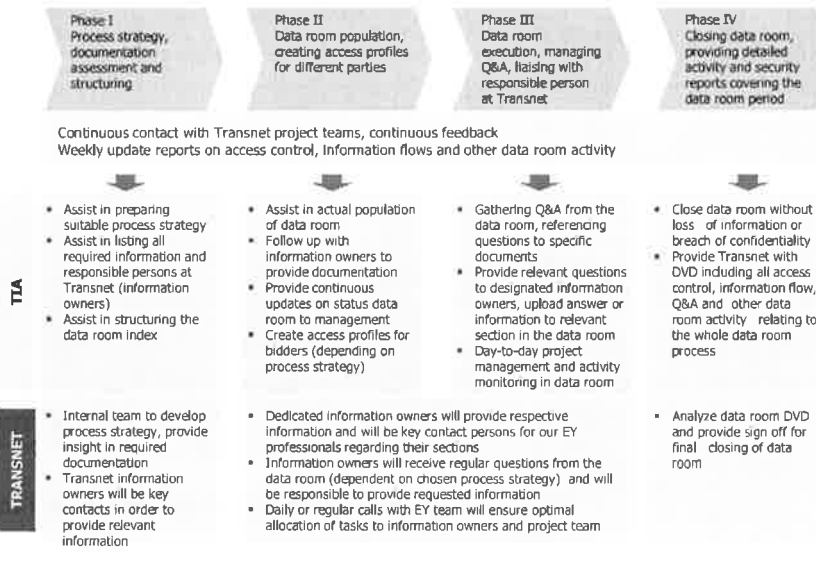 Phase I
Process strategy,
documentation
assessment and
structuring
Phase II
Data room population,
creating access profiles
for different parties
Phase III
Data room
execution, managing
Q&A, liaising with
responsible person
at Transnet
Phase IV
Closing data room,
providing detailed
activity and security
reports covering the
data room period
Continuous contact with Transnet project teams, continuous feedback
Weekly update reports on access control, Information flows and other data room activity
TIA
• Assist in preparing
suitable process strategy
• Assist in listing all
required information and
responsible persons at
Transnet (information
owners)
• Assist in structuring the
data room index
• Assist in actual population
of data room
• Follow up with
information owners to
provide documentation
• Provide continuous
updates on status data
room to management
• Create access profiles for
bidders (depending on
process strategy)
• Gathering Q&A from the
data room, referencing
questions to specific
documents
• Provide relevant questions
to designated information
owners, upload answer or
information to relevant
section in the data room
• Day-to-day project
management and activity
monitoring in data room
• Close data room without
loss of information or
breach of confidentiality
• Provide Transnet with
DVD including all access
control, information flow,
Q&A and other data
room activity relating to
the whole data room
process
TRANSNET
• Internal team to develop
process strategy, provide
insight in required
documentation
• Transnet information
owners will be key
contacts in order to
provide relevant
information
• Dedicated information owners will provide respective
information and will be key contact persons for our EY
professionals regarding their sections
• Information owners will receive regular questions from the
data room (dependent on chosen process strategy) and will
be responsible to provide requested information
• Daily or regular calls with EY team will ensure optimal
allocation of tasks to information owners and project team
• Analyze data room DVD
and provide sign off for
final closing of data
room